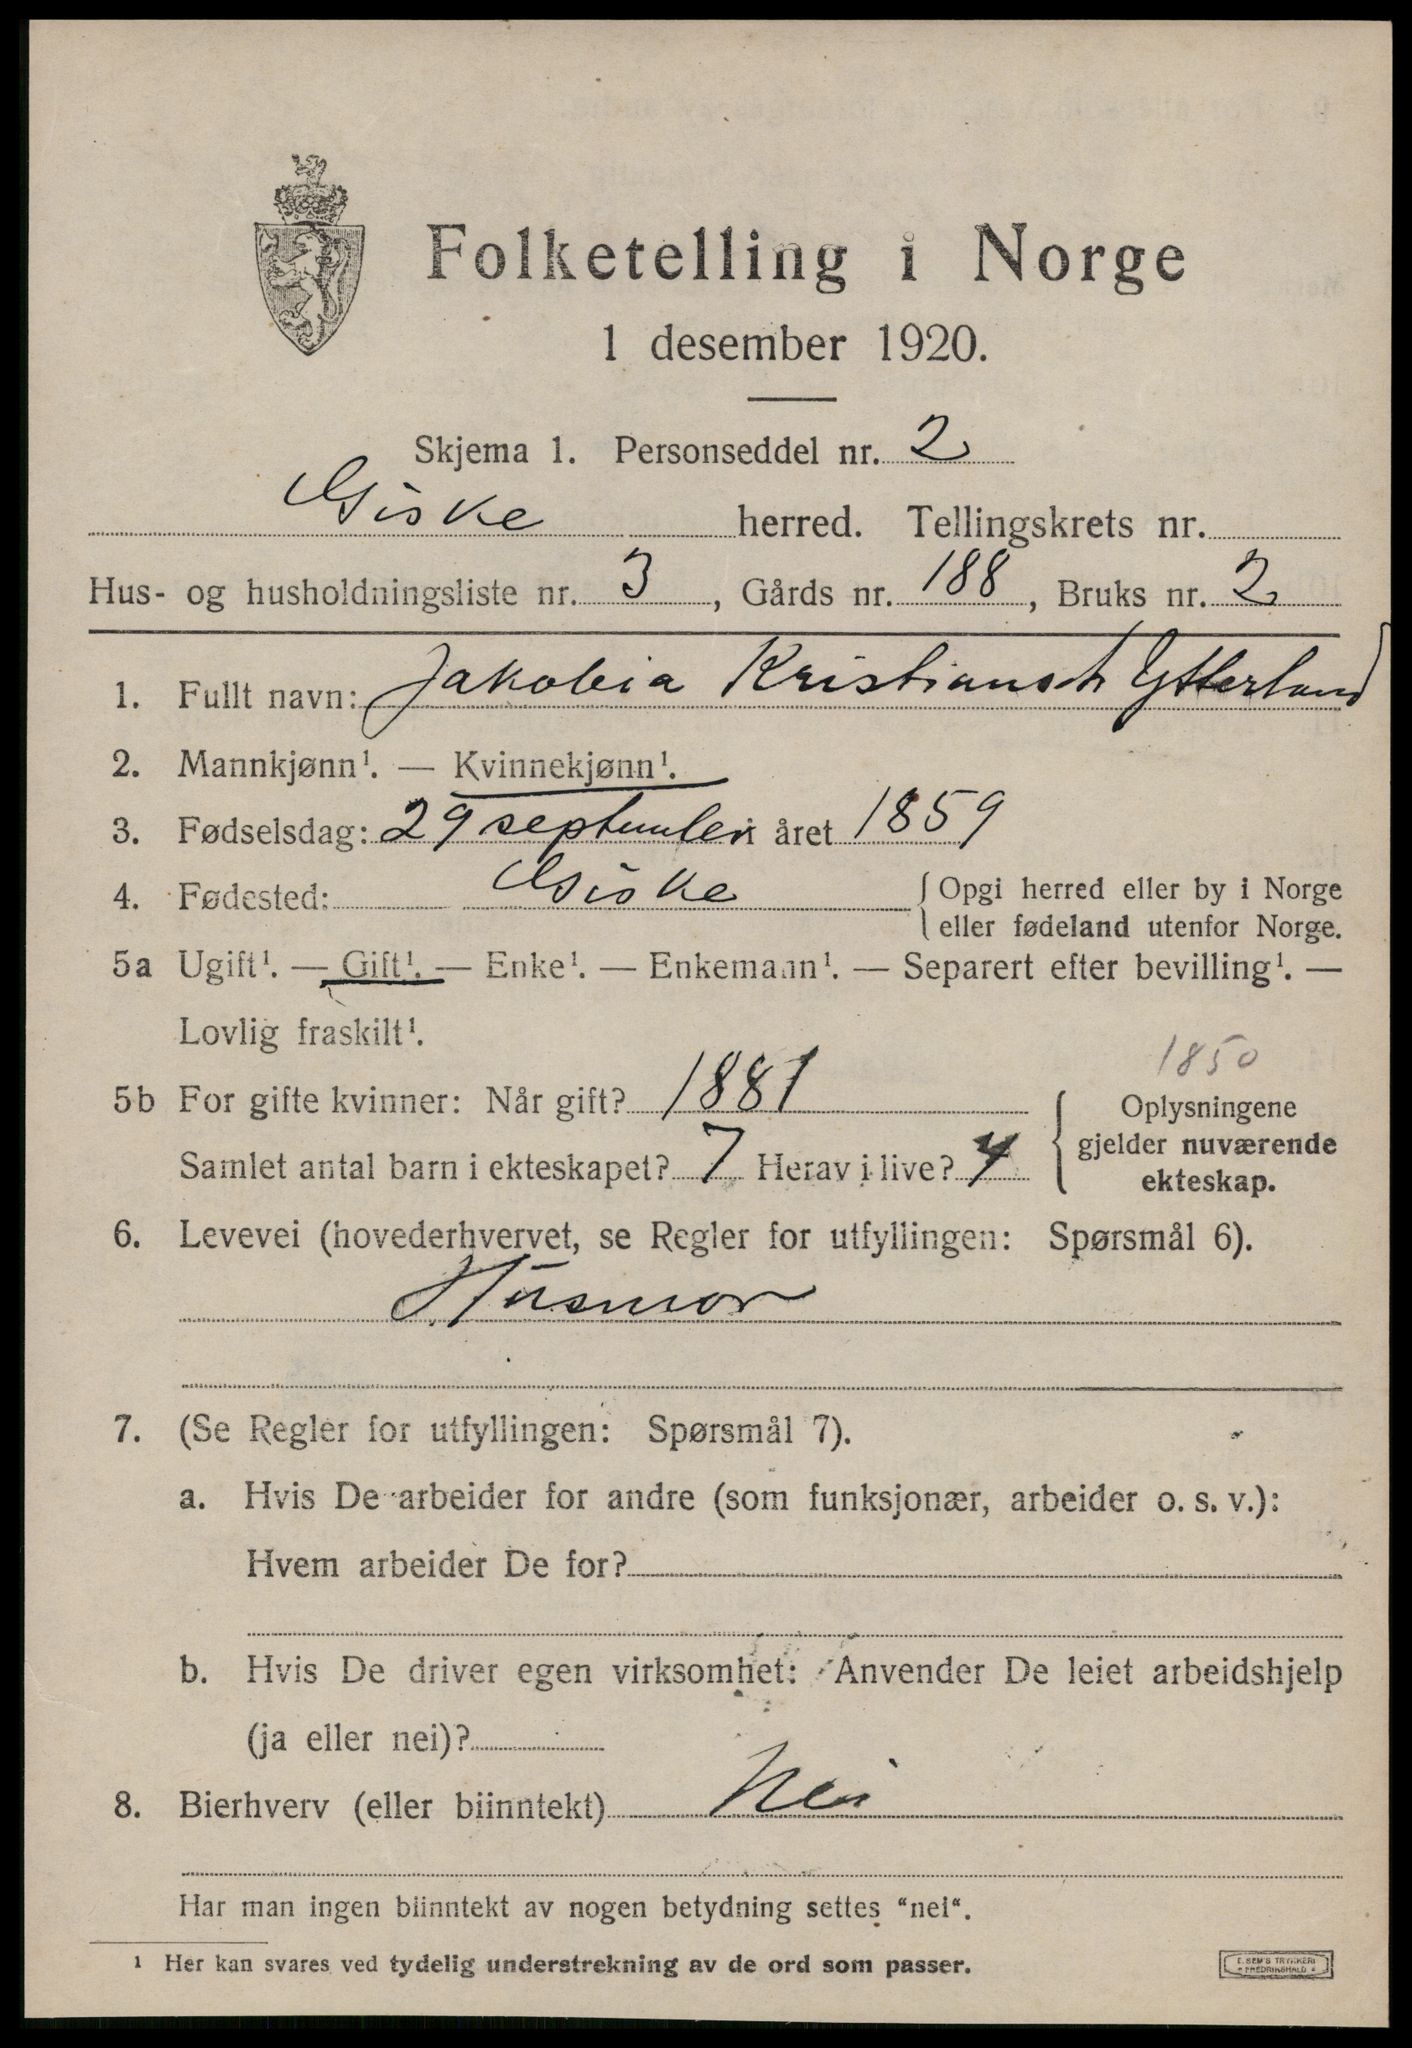 Folketelling i Norge
1 desember 1920.
Skjema 1. Personseddel nr. 2
Giske herred. Tellingskrets nr.
Hus- og husholdningsliste nr. 3, Gårds nr. 188, Bruks nr. 2
1. Fullt navn: Jakobia Kristiansdt Ytterland
2. Mannkjønn¹. — Kvinnekjønn¹.
3. Fødselsdag: 29 september i året 1859
4. Fødested: Giske { Opgi herred eller by i Norge
eller fødeland utenfor Norge.
5a Ugift¹. — Gift¹. — Enke¹. — Enkemann¹. — Separert efter bevilling¹. —
Lovlig fraskilt¹.
1850
5b For gifte kvinner: Når gift? 1881 { Oplysningene
gjelder nuværende
Samlet antal barn i ekteskapet? 7 Herav i live? 4
ekteskap.
6. Levevei (hovederhvervet, se Regler for utfyllingen: Spørsmål 6).
Husmor
7. (Se Regler for utfyllingen: Spørsmål 7).
a. Hvis De arbeider for andre (som funksjonær, arbeider o. s. v.):
Hvem arbeider De for?
b. Hvis De driver egen virksomhet: Anvender De leiet arbeidshjelp
(ja eller nei)?
8. Bierhverv (eller biinntekt) Nei
Har man ingen biinntekt av nogen betydning settes "nei".
¹ Her kan svares ved tydelig understrekning av de ord som passer.
E. SEM'S TRYKKERI
* FREDRIKSHALD *